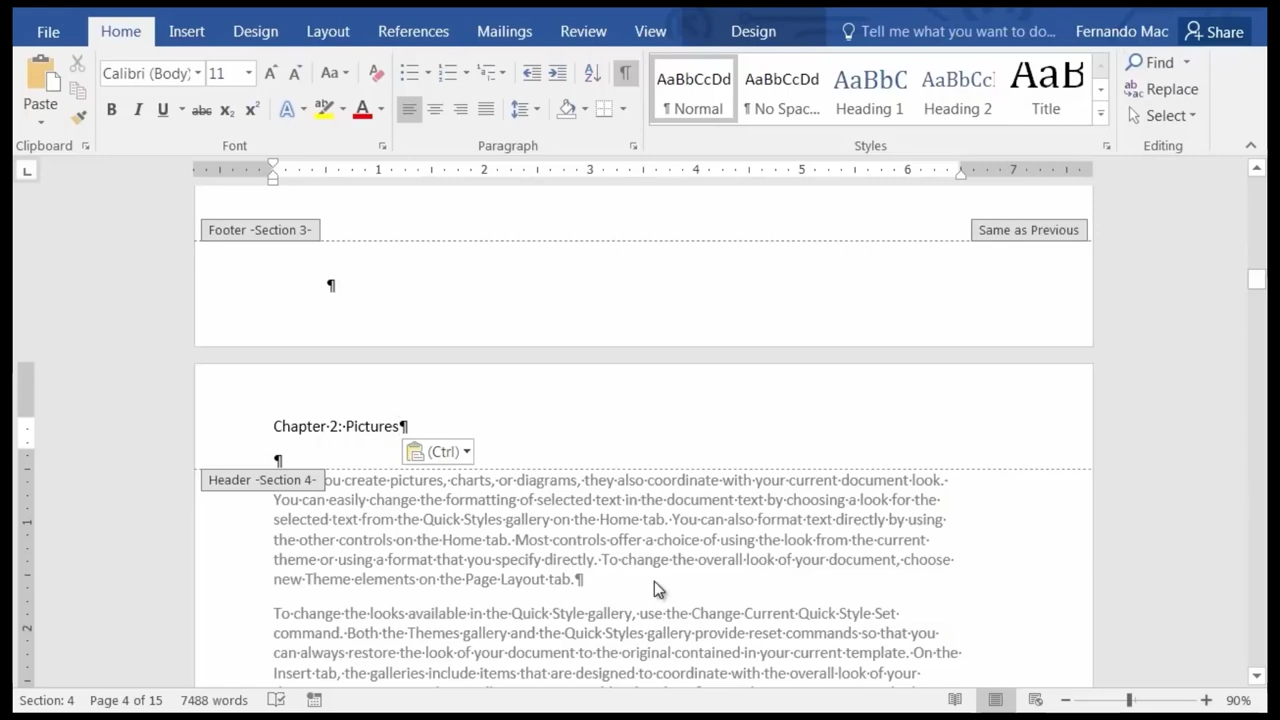 File Home Insert Design Layout References Mailings Review View Design Tell me what you want to do... Fernando Mac Share
Calibri (Body) 11 Aa
AaBbCcDd AaBbCcDd AaBbC AaBbCcI AaB
Find
Paste
B I U abc X₂ X² A A
¶ Normal ¶ No Spac... Heading 1 Heading 2 Title
Replace
Select
Clipboard Font Paragraph Styles Editing
1 2 3 4 5 6 7
Footer -Section 3- Same as Previous
¶
Chapter·2:·Pictures¶
(Ctrl)
¶
Header -Section 4- ou·create·pictures,·charts,·or·diagrams,·they·also·coordinate·with·your·current·document·look.·
You·can·easily·change·the·formatting·of·selected·text·in·the·document·text·by·choosing·a·look·for·the·
selected·text·from·the·Quick·Styles·gallery·on·the·Home·tab.·You·can·also·format·text·directly·by·using·
the·other·controls·on·the·Home·tab.·Most·controls·offer·a·choice·of·using·the·look·from·the·current·
theme·or·using·a·format·that·you·specify·directly.·To·change·the·overall·look·of·your·document,·choose·
new·Theme·elements·on·the·Page·Layout·tab.¶
To·change·the·looks·available·in·the·Quick·Style·gallery,·use·the·Change·Current·Quick·Style·Set·
command.·Both·the·Themes·gallery·and·the·Quick·Styles·gallery·provide·reset·commands·so·that·you·
can·always·restore·the·look·of·your·document·to·the·original·contained·in·your·current·template.·On·the·
Insert·tab,·the·galleries·include·items·that·are·designed·to·coordinate·with·the·overall·look·of·your·
Section: 4 Page 4 of 15 7488 words 90%